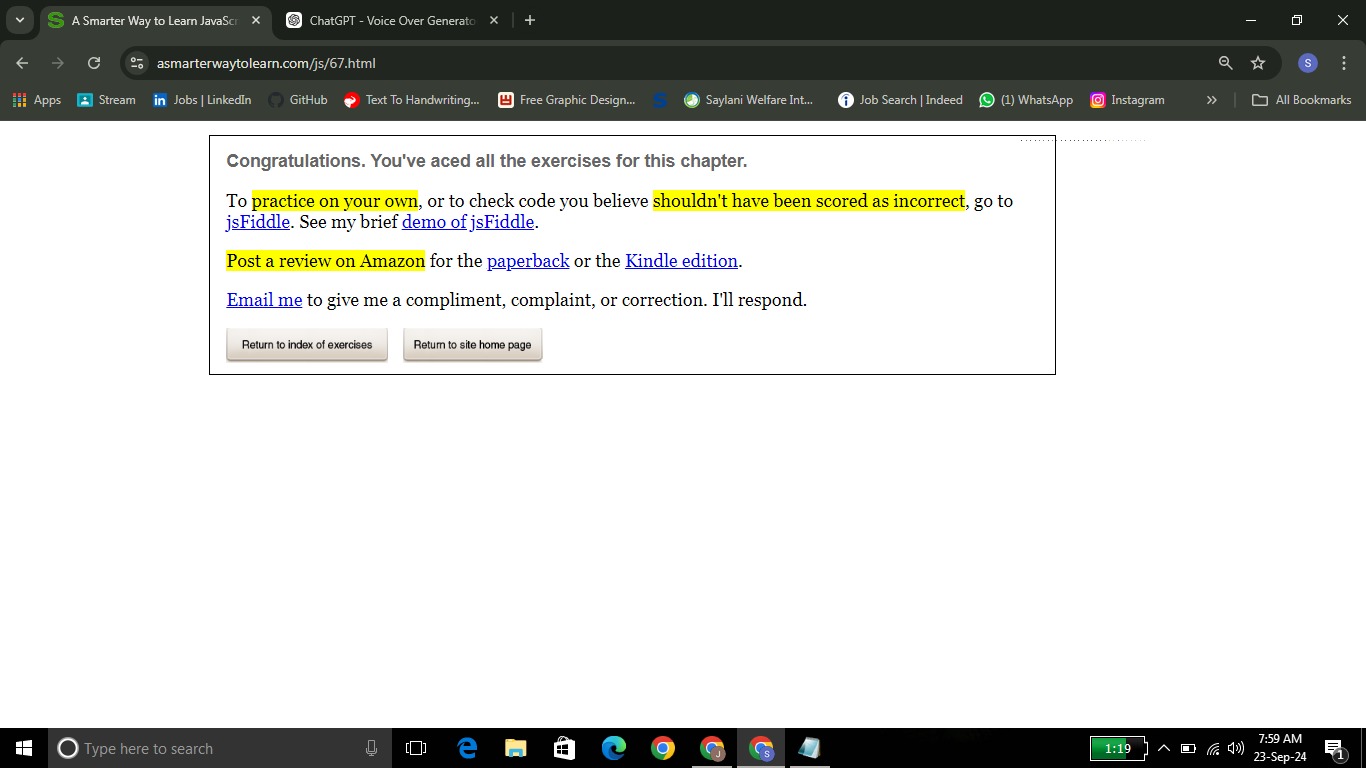 A Smarter Way to Learn JavaScr
ChatGPT - Voice Over Generato
asmarterwaytolearn.com/js/67.html
S
Apps
Stream
Jobs | LinkedIn
GitHub
Text To Handwriting...
Free Graphic Design...
Saylani Welfare Int...
Job Search | Indeed
(1) WhatsApp
Instagram
»
All Bookmarks
Congratulations. You've aced all the exercises for this chapter.
To practice on your own, or to check code you believe shouldn't have been scored as incorrect, go to
jsFiddle. See my brief demo of jsFiddle.
Post a review on Amazon for the paperback or the Kindle edition.
Email me to give me a compliment, complaint, or correction. I'll respond.
Return to index of exercises
Return to site home page
Type here to search
J
S
1:19
7:59 AM
23-Sep-24
1